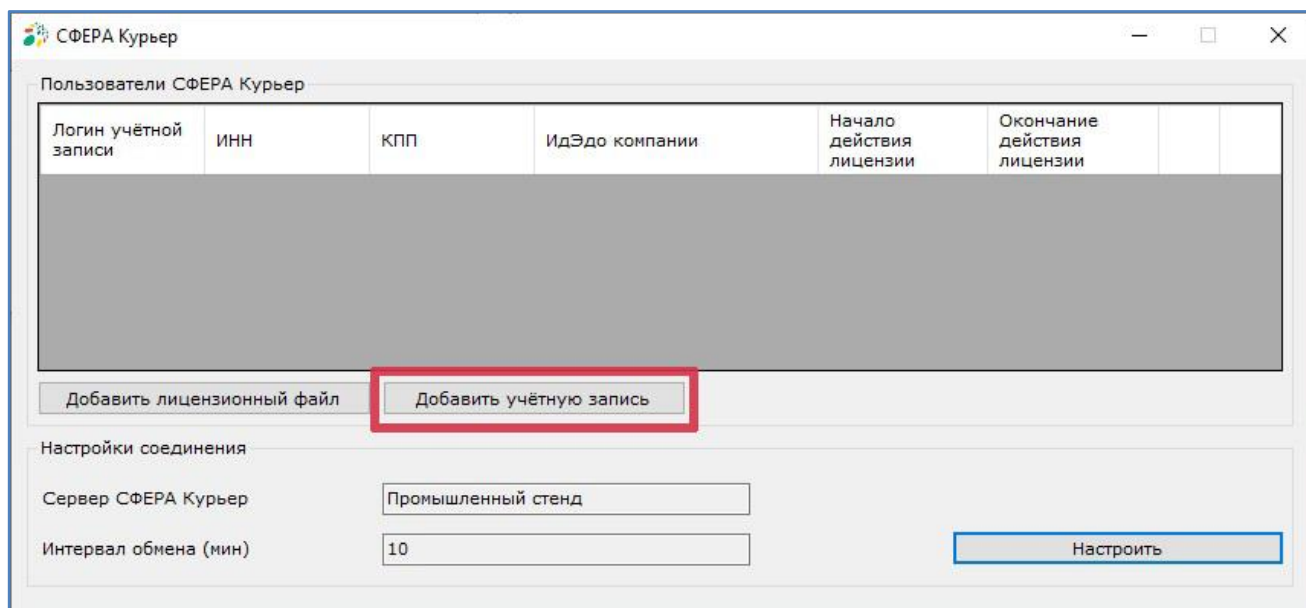 СФЕРА Курьер
Пользователи СФЕРА Курьер
Логин учётной
записи
ИНН
КПП
ИдЭдо компании
Начало
действия
лицензии
Окончание
действия
лицензии
Добавить лицензионный файл
Добавить учётную запись
Настройки соединения
Сервер СФЕРА Курьер
Промышленный стенд
Интервал обмена (мин)
10
Настроить